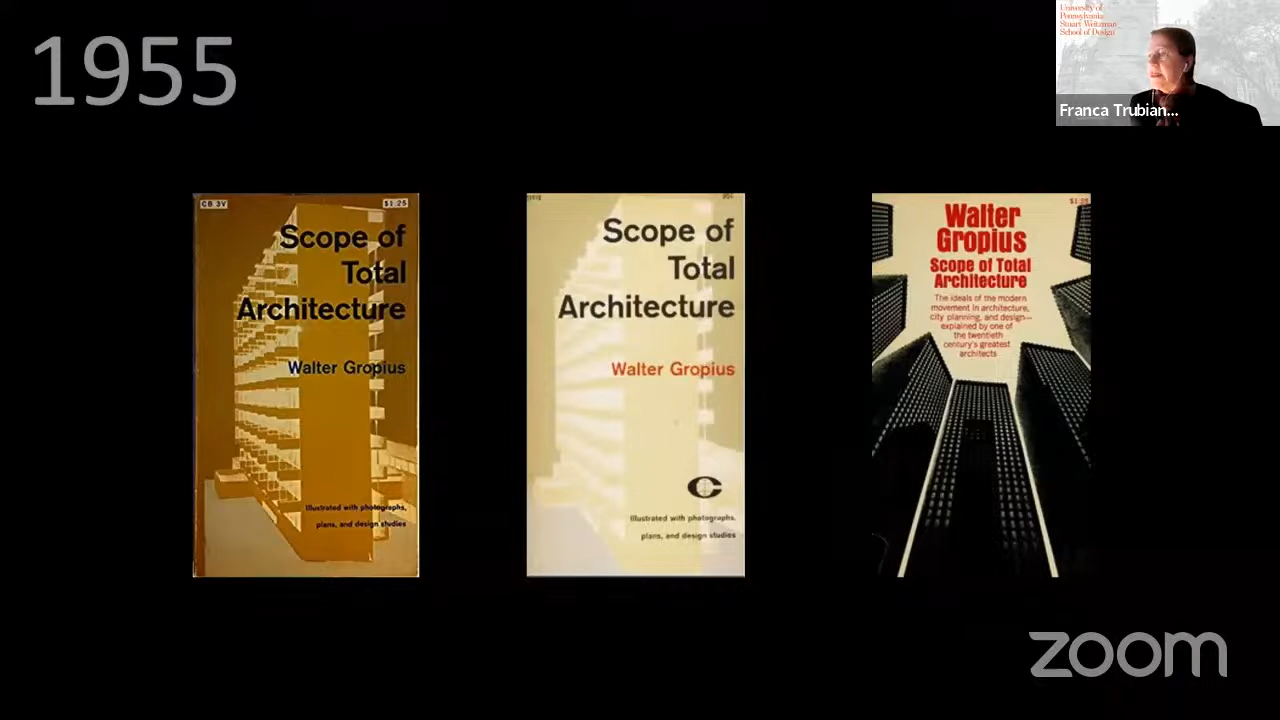 1955
University of
Pennsylvania
Stuart Weitzman
School of Design
Franca Trubian...
CB 3V
$1.25
Scope of
Total
Architecture
Walter Gropius
Illustrated with photographs,
plans, and design studies
Scope of
Total
Architecture
Walter Gropius
C
Illustrated with photographs,
plans, and design studies
$1.25
Walter
Gropius
Scope of Total
Architecture
The ideals of the modern
movement in architecture,
city planning, and design—
explained by one of
the twentieth
century's greatest
architects
zoom